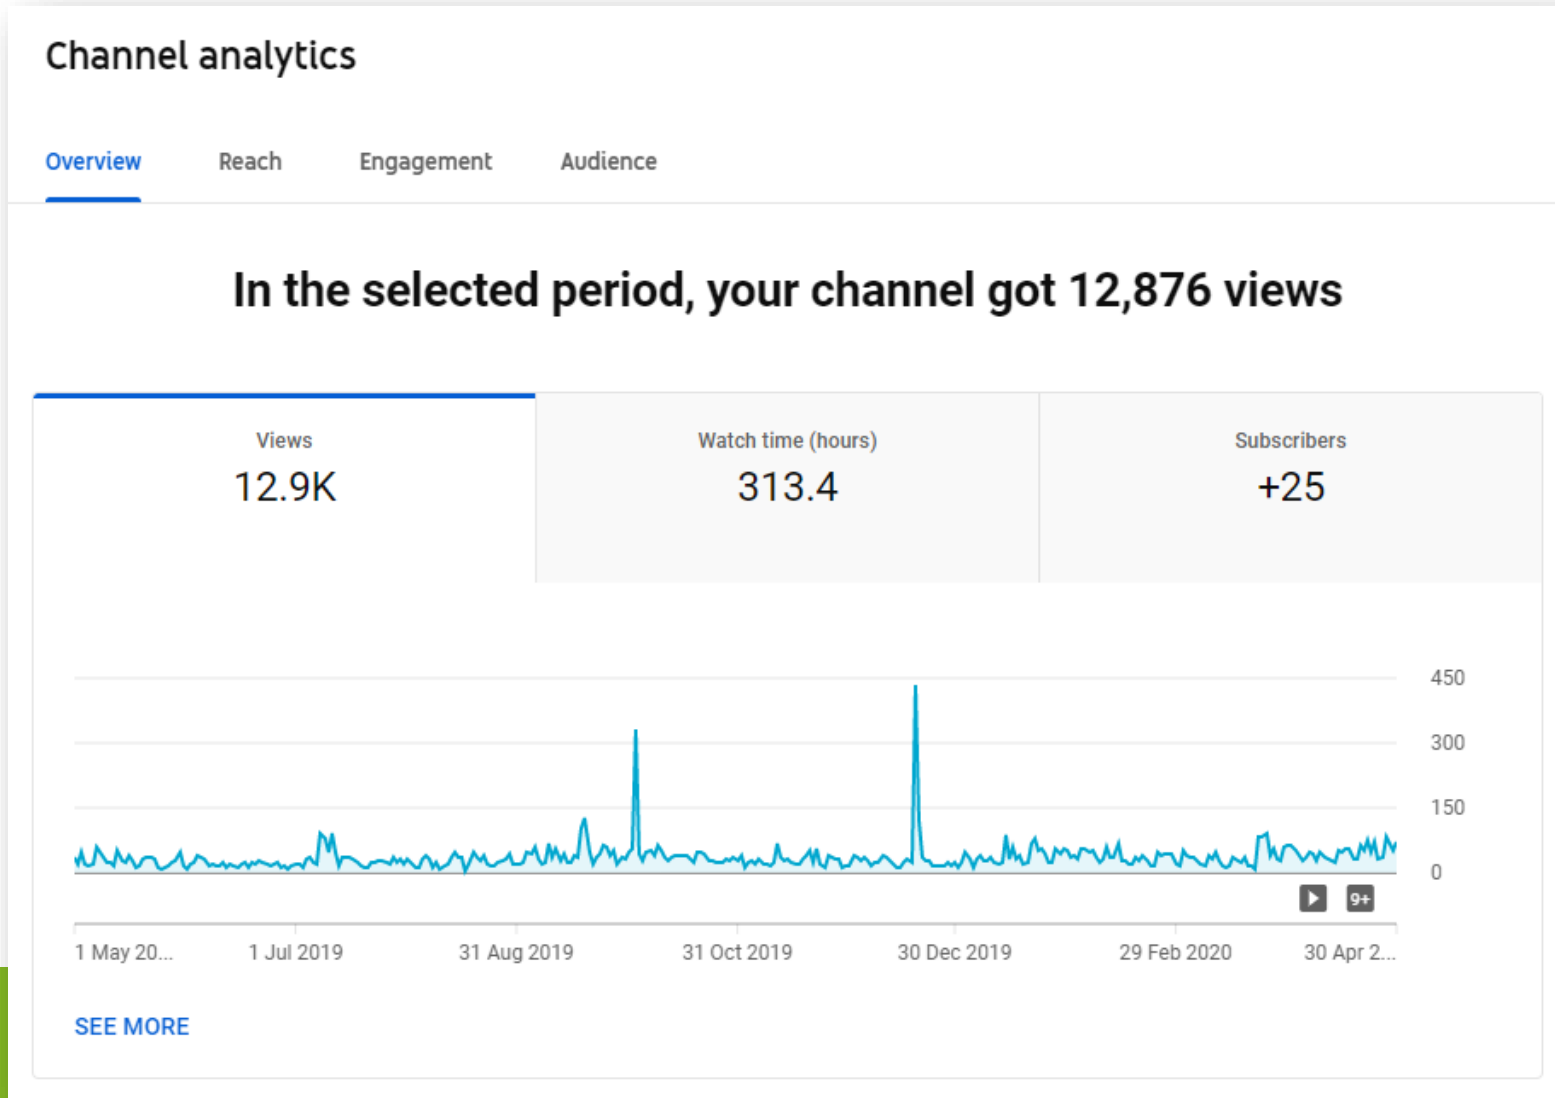 Channel analytics
Overview Reach Engagement Audience
In the selected period, your channel got 12,876 views
Views Watch time (hours) Subscribers
12.9K 313.4 +25
450
300
150
0
9+
1 May 20... 1 Jul 2019 31 Aug 2019 31 Oct 2019 30 Dec 2019 29 Feb 2020 30 Apr 2...
SEE MORE